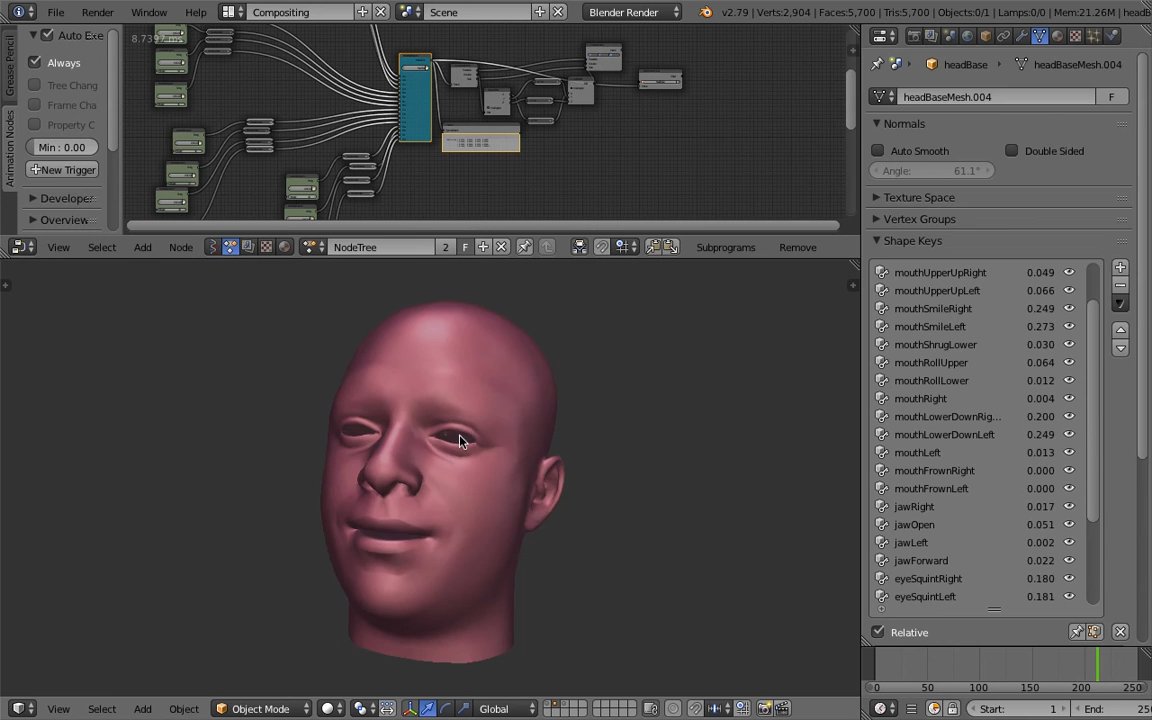 File Render Window Help Compositing Scene Blender Render v2.79 | Verts:2,904 | Faces:5,700 | Tris:5,700 | Objects:0/1 | Lamps:0/0 | Mem:21.26M | headB
Auto Exe
Always
Tree Chang
Frame Cha
Property C
Min : 0.00
New Trigger
Develope
Overview
Grease Pencil
Animation Nodes
View Select Add Node NodeTree 2 F Subprograms Remove
headBase headBaseMesh.004
headBaseMesh.004 F
Normals
Auto Smooth Double Sided
Angle: 61.1°
Texture Space
Vertex Groups
Shape Keys
mouthUpperUpRight 0.049
mouthUpperUpLeft 0.066
mouthSmileRight 0.249
mouthSmileLeft 0.273
mouthShrugLower 0.030
mouthRollUpper 0.064
mouthRollLower 0.012
mouthRight 0.004
mouthLowerDownRig... 0.200
mouthLowerDownLeft 0.249
mouthLeft 0.013
mouthFrownRight 0.000
mouthFrownLeft 0.000
jawRight 0.017
jawOpen 0.051
jawLeft 0.002
jawForward 0.022
eyeSquintRight 0.180
eyeSquintLeft 0.181
Relative
0 50 100 150 200 250
View Select Add Object Object Mode Global
Start: 1 End: 25